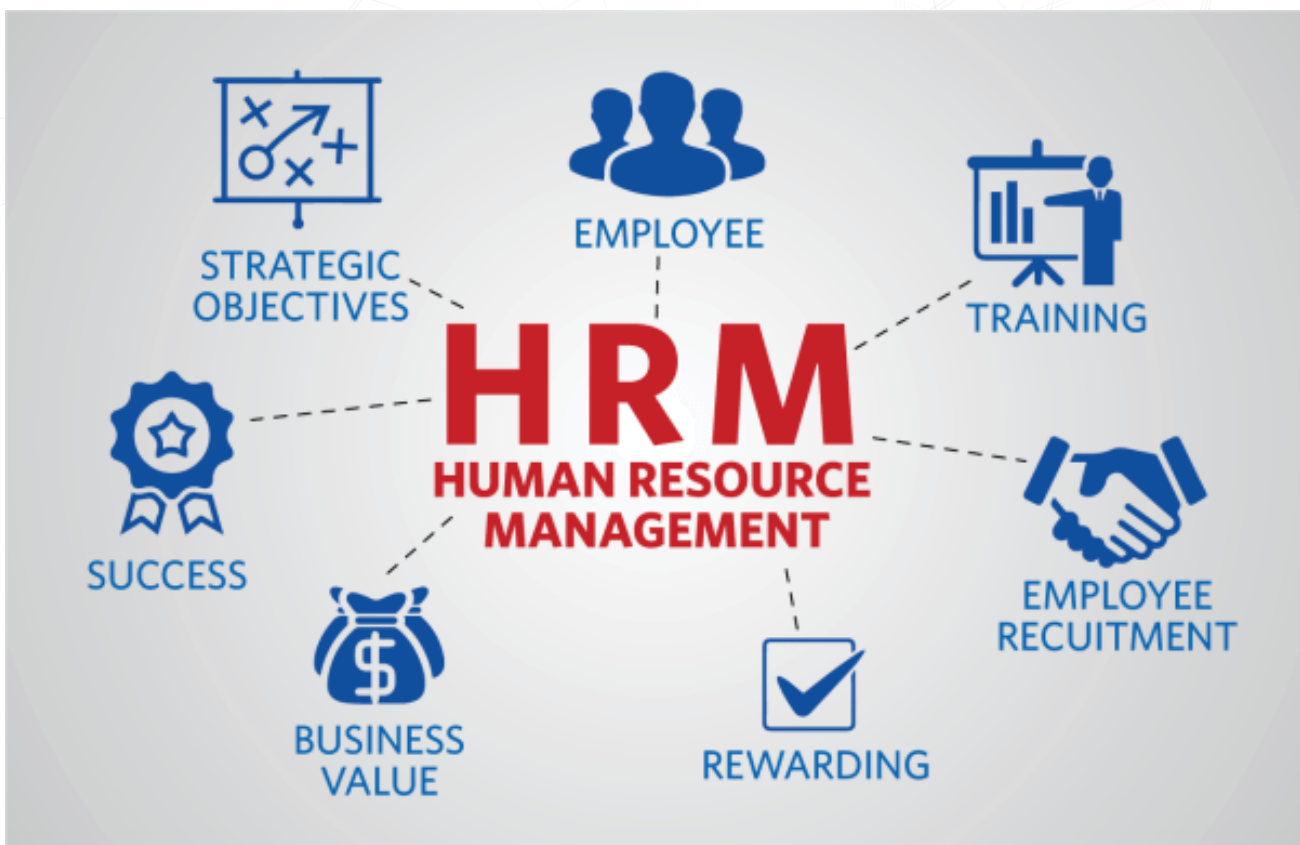 STRATEGIC
OBJECTIVES
EMPLOYEE
TRAINING
HRM
HUMAN RESOURCE
MANAGEMENT
SUCCESS
EMPLOYEE
RECUITMENT
$
BUSINESS
VALUE
REWARDING